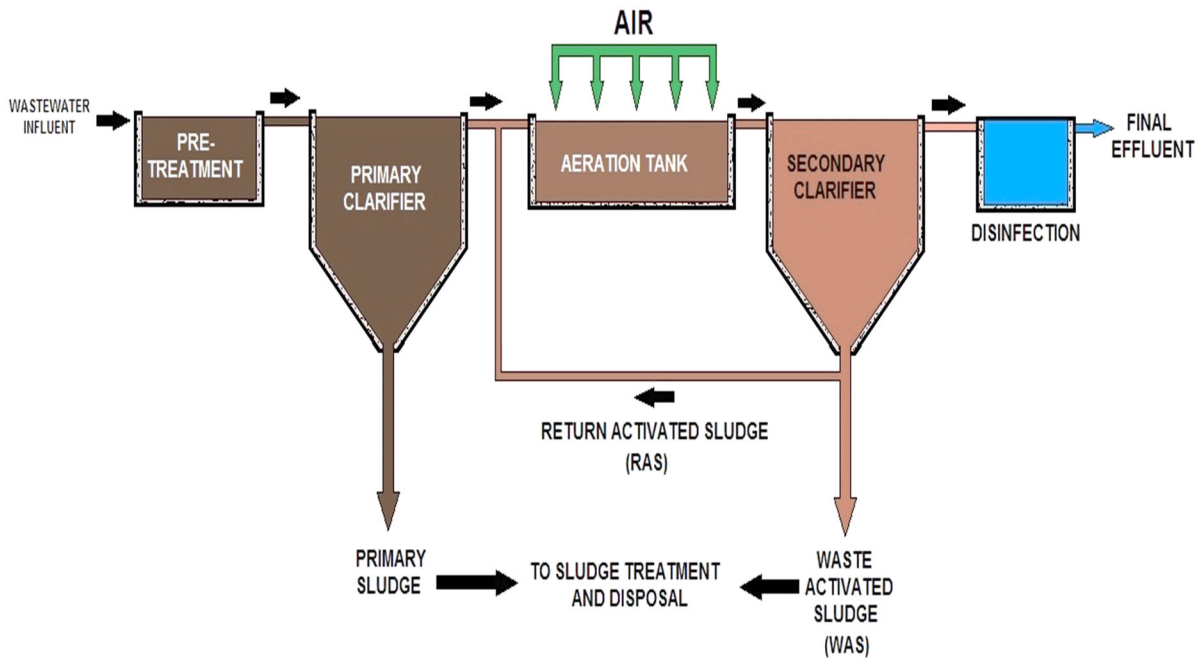 AIR
WASTEWATER
INFLUENT
PRE-
TREATMENT
PRIMARY
CLARIFIER
AERATION TANK
SECONDARY
CLARIFIER
DISINFECTION
FINAL
EFFLUENT
RETURN ACTIVATED SLUDGE
(RAS)
PRIMARY
SLUDGE
TO SLUDGE TREATMENT
AND DISPOSAL
WASTE
ACTIVATED
SLUDGE
(WAS)